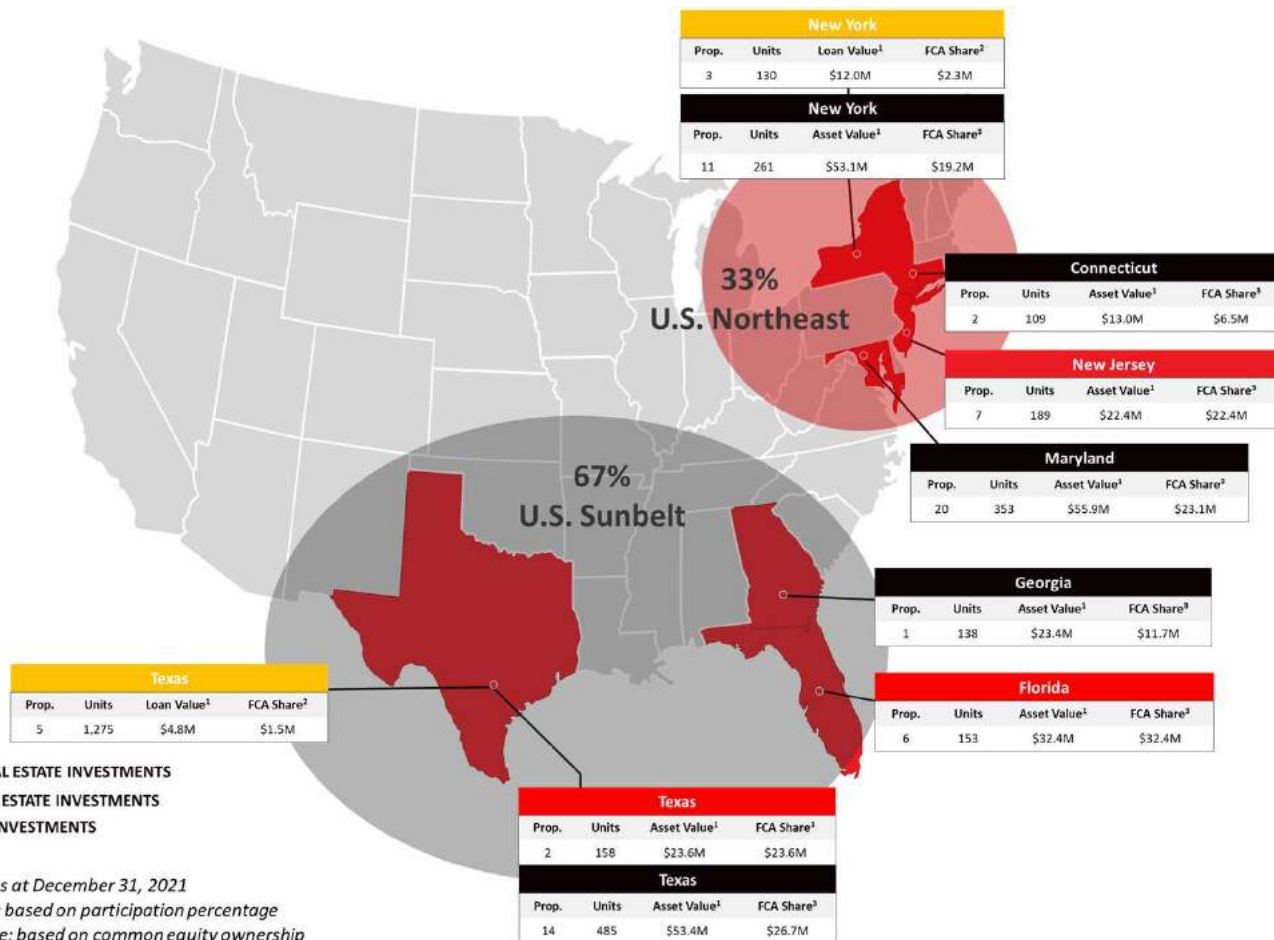 New York
Prop. Units Loan Value¹ FCA Share²
3 130 $12.0M $2.3M
New York
Prop. Units Asset Value¹ FCA Share³
11 261 $53.1M $19.2M
33%
U.S. Northeast
Connecticut
Prop. Units Asset Value¹ FCA Share³
2 109 $13.0M $6.5M
New Jersey
Prop. Units Asset Value¹ FCA Share³
7 189 $22.4M $22.4M
Maryland
Prop. Units Asset Value¹ FCA Share³
20 353 $55.9M $23.1M
67%
U.S. Sunbelt
Georgia
Prop. Units Asset Value¹ FCA Share³
1 138 $23.4M $11.7M
Florida
Prop. Units Asset Value¹ FCA Share³
6 153 $32.4M $32.4M
Texas
Prop. Units Loan Value¹ FCA Share²
5 1,275 $4.8M $1.5M
Texas
Prop. Units Asset Value¹ FCA Share¹
2 158 $23.6M $23.6M
Texas
Prop. Units Asset Value¹ FCA Share³
14 485 $53.4M $26.7M
ESTATE INVESTMENTS
ESTATE INVESTMENTS
at December 31, 2021
based on participation percentage
based on common equity ownership